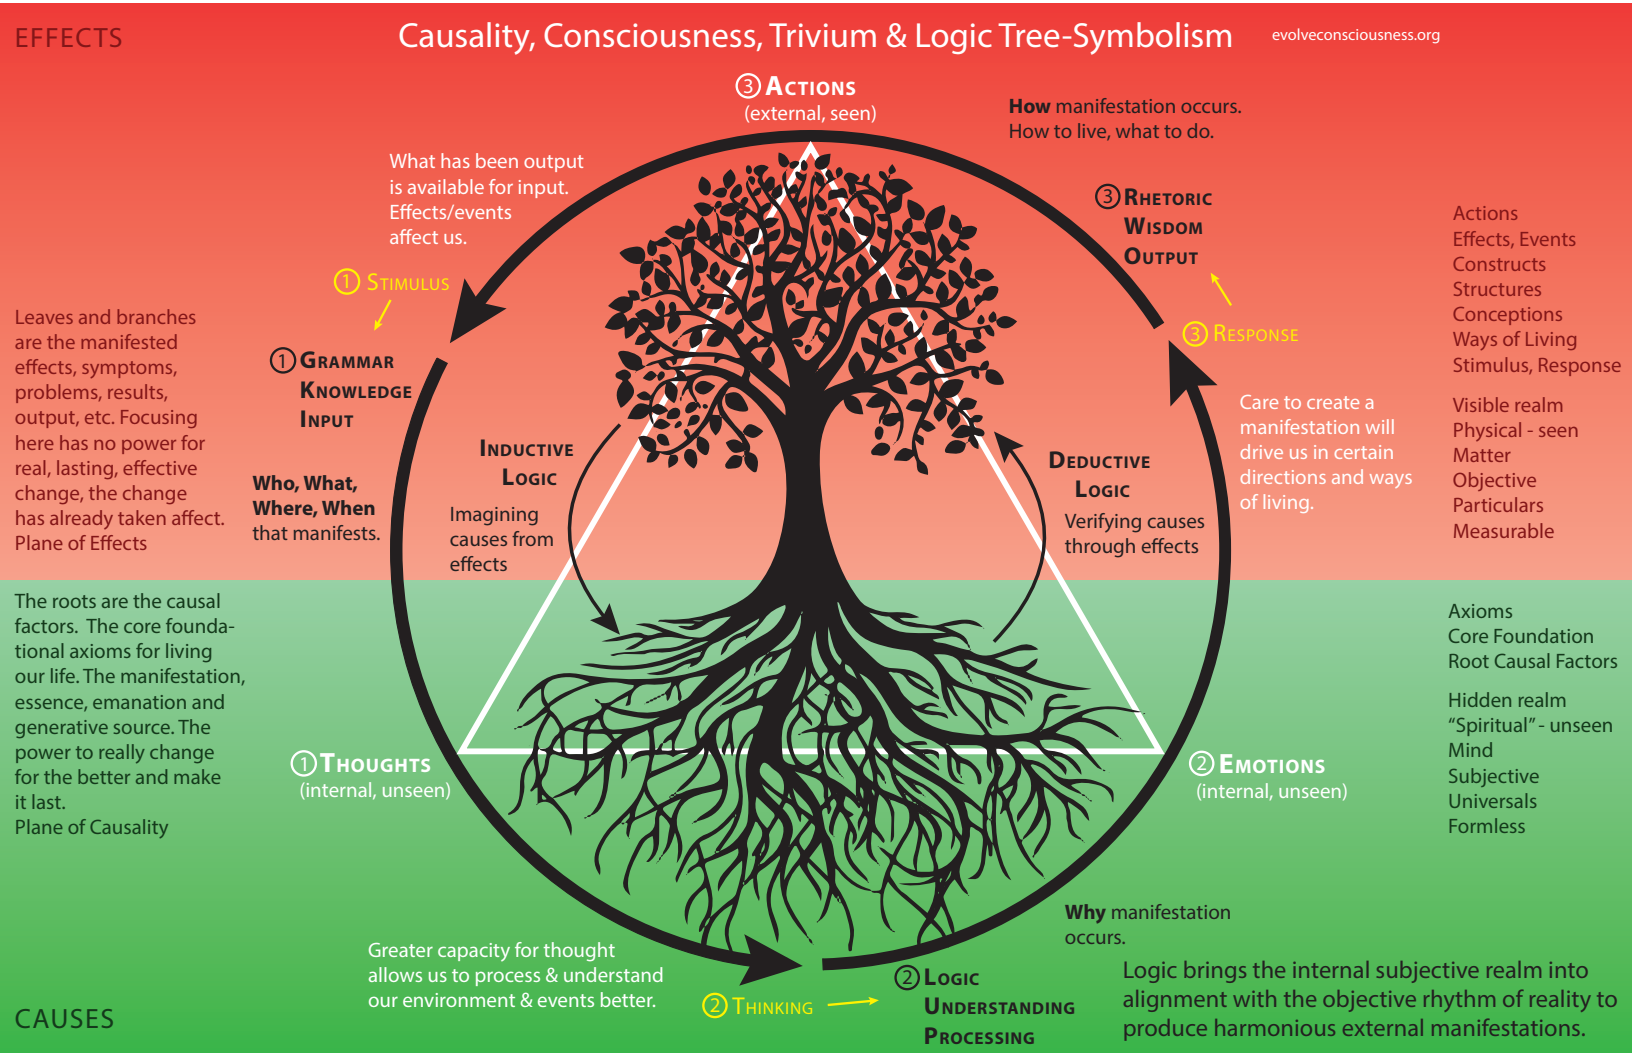 EFFECTS
Causality, Consciousness, Trivium & Logic Tree-Symbolism
evolveconsciousness.org
3 ACTIONS
(external, seen)
How manifestation occurs.
How to live, what to do.
What has been output
is available for input.
Effects/events
affect us.
3 RHETORIC
WISDOM
OUTPUT
1 STIMULUS
3 RESPONSE
Actions
Effects, Events
Constructs
Structures
Conceptions
Ways of Living
Stimulus, Response
Visible realm
Physical - seen
Matter
Objective
Particulars
Measurable
Leaves and branches
are the manifested
effects, symptoms,
problems, results,
output, etc. Focusing
here has no power for
real, lasting, effective
change, the change
has already taken affect.
Plane of Effects
1 GRAMMAR
KNOWLEDGE
INPUT
Who, What,
Where, When
that manifests.
INDUCTIVE
LOGIC
Imagining
causes from
effects
DEDUCTIVE
LOGIC
Verifying causes
through effects
Care to create a
manifestation will
drive us in certain
directions and ways
of living.
The roots are the causal
factors. The core founda-
tional axioms for living
our life. The manifestation,
essence, emanation and
generative source. The
power to really change
for the better and make
it last.
Plane of Causality
Axioms
Core Foundation
Root Causal Factors
Hidden realm
“Spiritual” - unseen
Mind
Subjective
Universals
Formless
1 THOUGHTS
(internal, unseen)
2 EMOTIONS
(internal, unseen)
Why manifestation
occurs.
Greater capacity for thought
allows us to process & understand
our environment & events better.
2 THINKING
2 LOGIC
UNDERSTANDING
PROCESSING
Logic brings the internal subjective realm into
alignment with the objective rhythm of reality to
produce harmonious external manifestations.
CAUSES